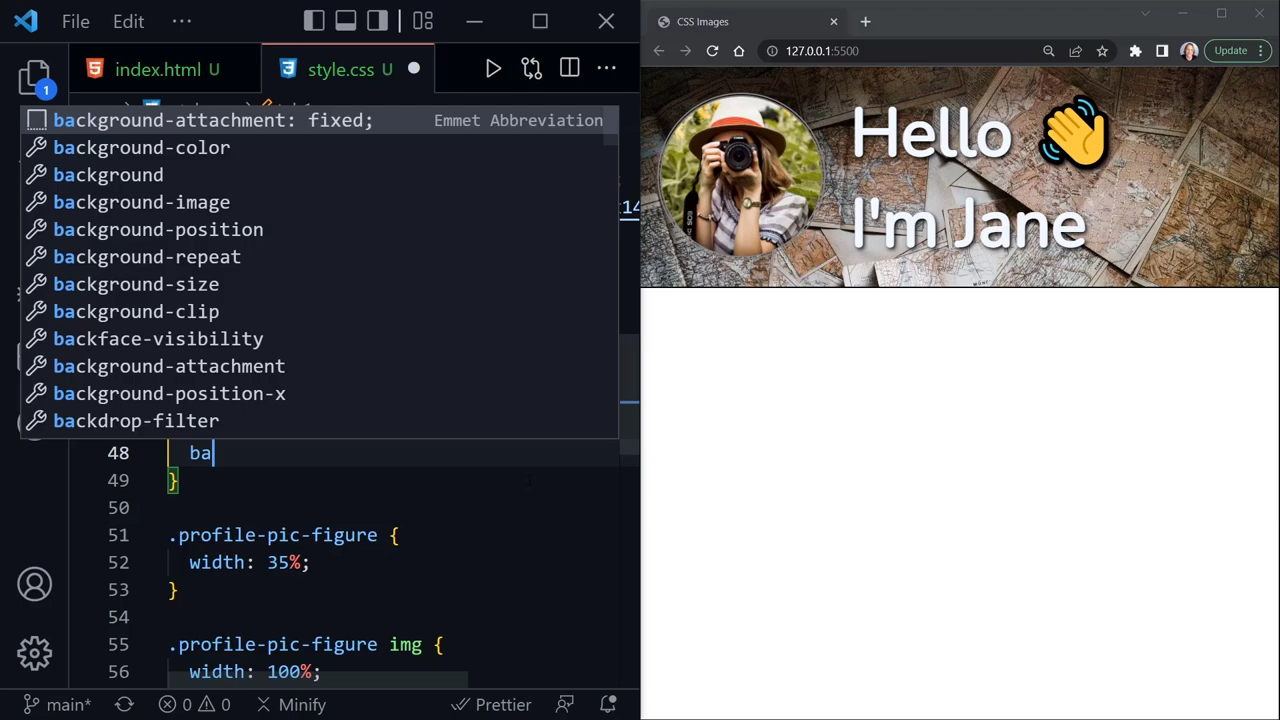 File Edit ...
index.html U
style.css U
1
background-attachment: fixed; Emmet Abbreviation
background-color
background
background-image
background-position
background-repeat
background-size
background-clip
backface-visibility
background-attachment
background-position-x
backdrop-filter
14
48 ba
49 }
50
51 .profile-pic-figure {
52 width: 35%;
53 }
54
55 .profile-pic-figure img {
56 width: 100%;
main* 0 0 Minify Prettier
CSS Images
127.0.0.1:5500 Update
Hello
I'm Jane